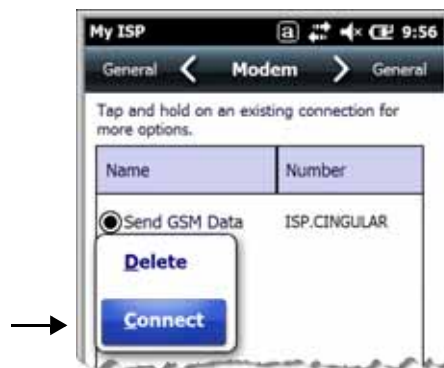 My ISP a 9:56
General Modem General
Tap and hold on an existing connection for
more options.
Name Number
Send GSM Data ISP.CINGULAR
Delete
Connect